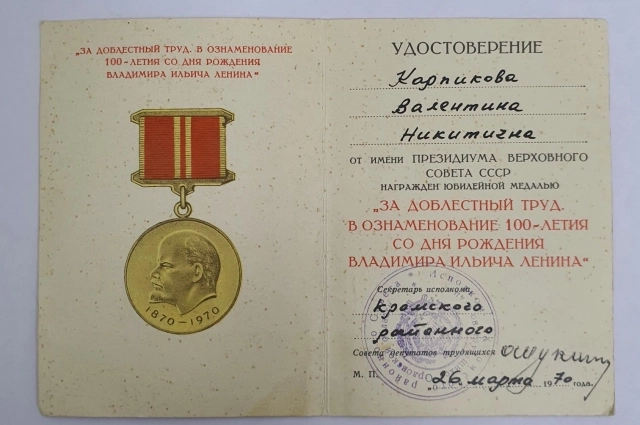 „ЗА ДОБЛЕСТНЫЙ ТРУД. В ОЗНАМЕНОВАНИЕ
100-ЛЕТИЯ СО ДНЯ РОЖДЕНИЯ
ВЛАДИМИРА ИЛЬИЧА ЛЕНИНА“
1870–1970
УДОСТОВЕРЕНИЕ
Карпикова
Валентина
Никитична
ОТ ИМЕНИ ПРЕЗИДИУМА ВЕРХОВНОГО
СОВЕТА СССР
НАГРАЖДЕН ЮБИЛЕЙНОЙ МЕДАЛЬЮ
„ЗА ДОБЛЕСТНЫЙ ТРУД.
В ОЗНАМЕНОВАНИЕ 100-ЛЕТИЯ
СО ДНЯ РОЖДЕНИЯ
ВЛАДИМИРА ИЛЬИЧА ЛЕНИНА“
Секретарь исполкома
Кромского
районного
Совета депутатов трудящихся
М. П. „26 марта 1970 года.